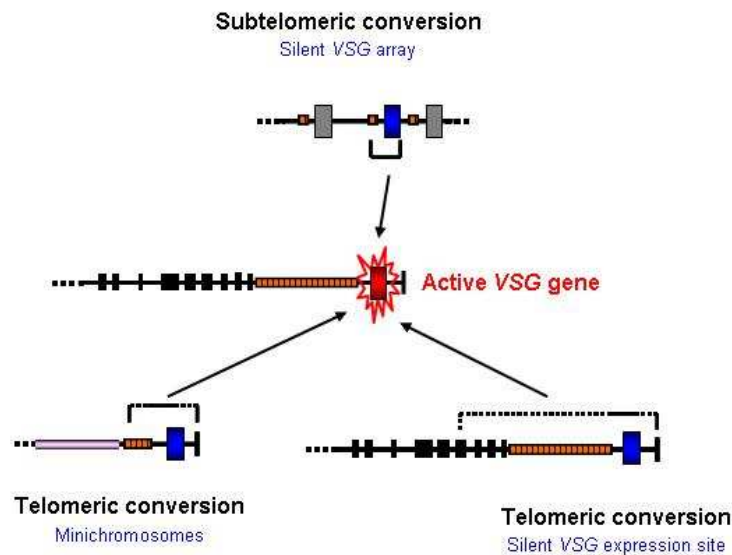 Subtelomeric conversion
Silent VSG array
Active VSG gene
Telomeric conversion
Minichromosomes
Telomeric conversion
Silent VSG expression site